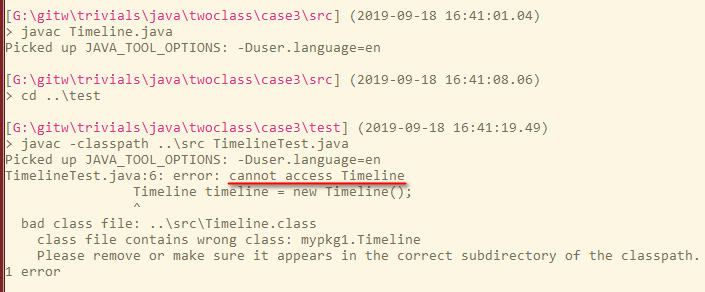 [G:\gitw\trivials\java\twoclass\case3\src] (2019-09-18 16:41:01.04)
> javac Timeline.java
Picked up JAVA_TOOL_OPTIONS: -Duser.language=en
[G:\gitw\trivials\java\twoclass\case3\src] (2019-09-18 16:41:08.06)
> cd ..\test
[G:\gitw\trivials\java\twoclass\case3\test] (2019-09-18 16:41:19.49)
> javac -classpath ..\src TimelineTest.java
Picked up JAVA_TOOL_OPTIONS: -Duser.language=en
TimelineTest.java:6: error: cannot access Timeline
Timeline timeline = new Timeline();
^
bad class file: ..\src\Timeline.class
class file contains wrong class: mypkg1.Timeline
Please remove or make sure it appears in the correct subdirectory of the classpath.
1 error